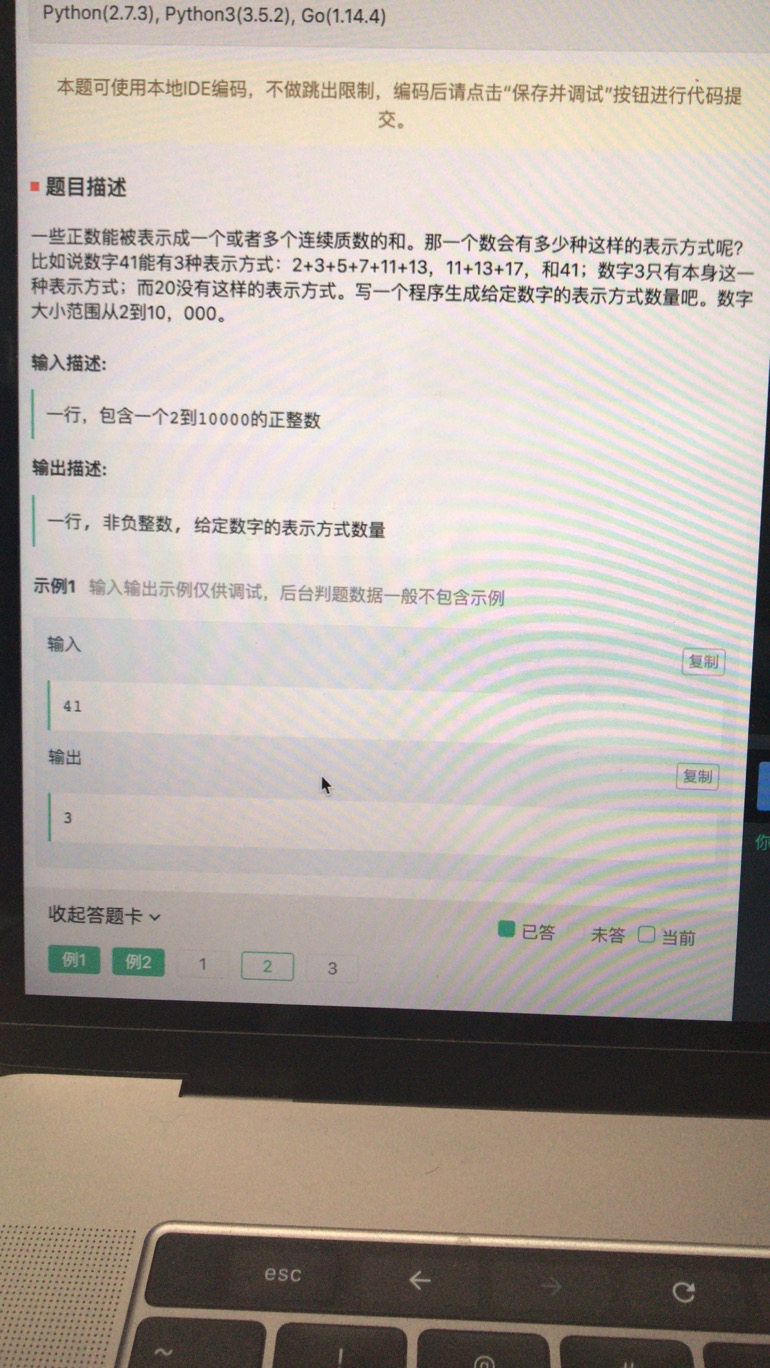 Python(2.7.3), Python3(3.5.2), Go(1.14.4)
本题可使用本地IDE编码，不做跳出限制，编码后请点击“保存并调试”按钮进行代码提
交。
题目描述
一些正数能被表示成一个或者多个连续质数的和。那一个数会有多少种这样的表示方式呢？
比如说数字41能有3种表示方式：2+3+5+7+11+13，11+13+17，和41；数字3只有本身这一
种表示方式；而20没有这样的表示方式。写一个程序生成给定数字的表示方式数量吧。数字
大小范围从2到10，000。
输入描述:
一行，包含一个2到10000的正整数
输出描述:
一行，非负整数，给定数字的表示方式数量
示例1 输入输出示例仅供调试，后台判题数据一般不包含示例
输入
复制
41
输出
复制
3
你
收起答题卡
已答 未答 当前
例1 例2 1 2 3
esc
~ ! @